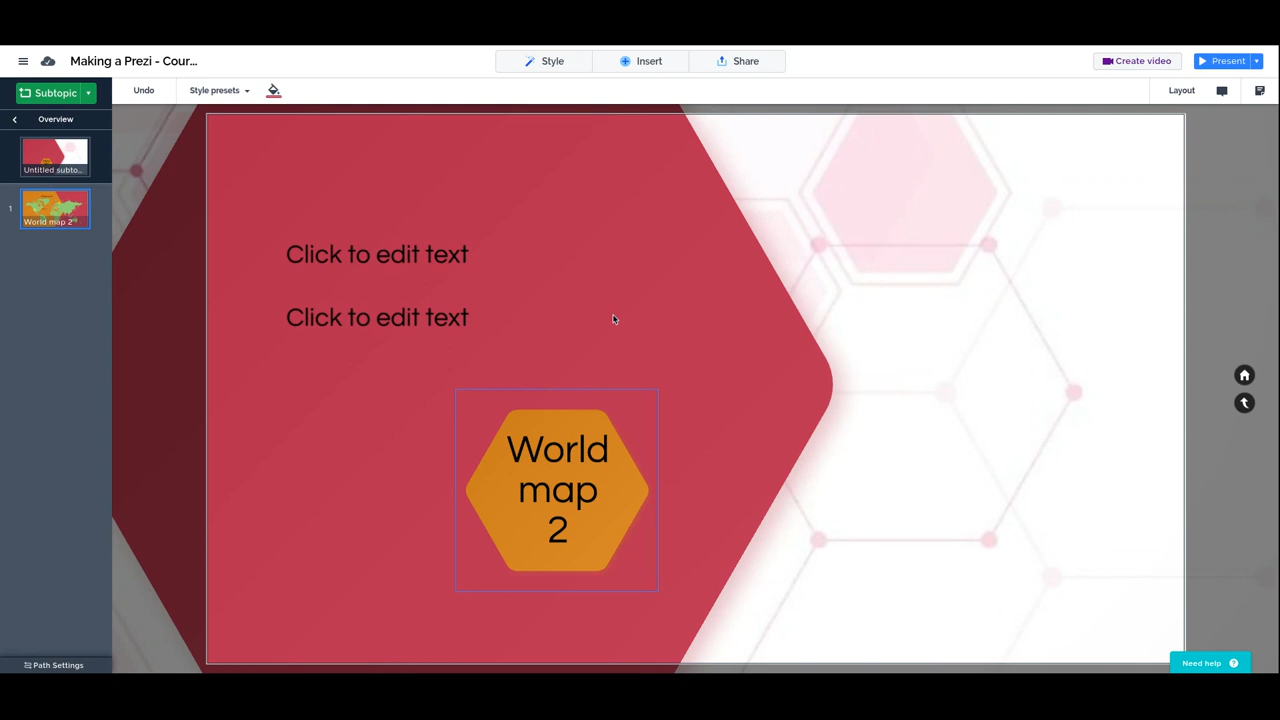 Making a Prezi - Cour...
Style
Insert
Share
Create video
Present
Subtopic
Undo
Style presets
Layout
Overview
Untitled subto...
1
World map 2
Click to edit text
Click to edit text
World
map
2
Path Settings
Need help ?